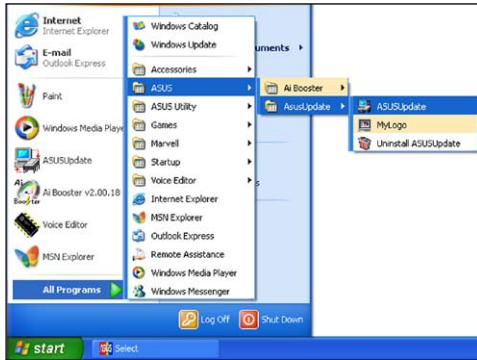 Internet
Internet Explorer
E-mail
Outlook Express
Paint
Windows Media Playe
ASUSUpdate
Ai Booster v2.00.18
Voice Editor
MSN Explorer
All Programs
Windows Catalog
Windows Update
Accessories
ASUS
ASUS Utility
Games
Marvell
Startup
Voice Editor
Internet Explorer
MSN Explorer
Outlook Express
Remote Assistance
Windows Media Player
Windows Messenger
uments
s
Ai Booster
AsusUpdate
ASUSUpdate
MyLogo
Uninstall ASUSUpdate
Log Off
Shut Down
start
Select